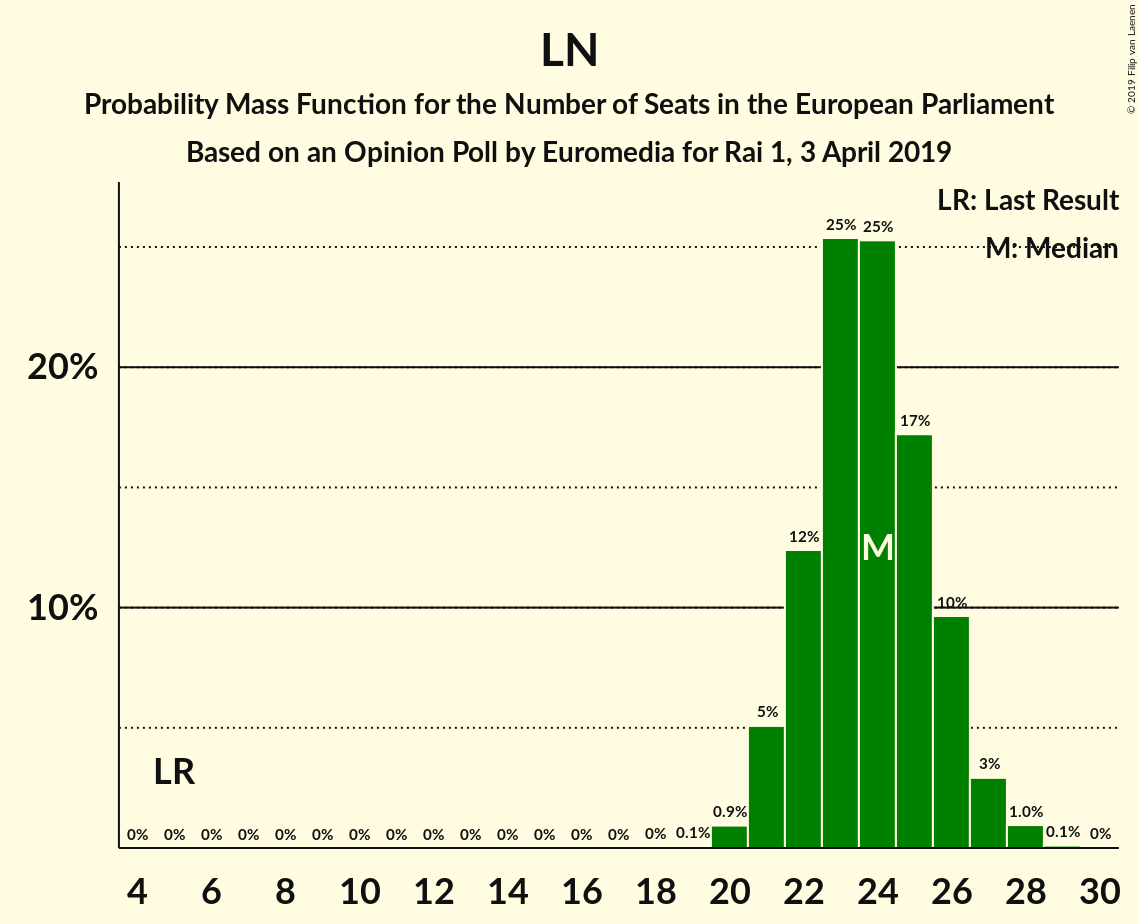 LN
Probability Mass Function for the Number of Seats in the European Parliament
Based on an Opinion Poll by Euromedia for Rai 1, 3 April 2019
© 2019 Filip van Laenen
LR: Last Result
M: Median
25% 25%
20%
17%
12%
M
10%
10%
5%
LR
3%
0% 0% 0% 0% 0% 0% 0% 0% 0% 0% 0% 0% 0% 0% 0% 0.1% 0.9% 1.0% 0.1% 0%
4 6 8 10 12 14 16 18 20 22 24 26 28 30